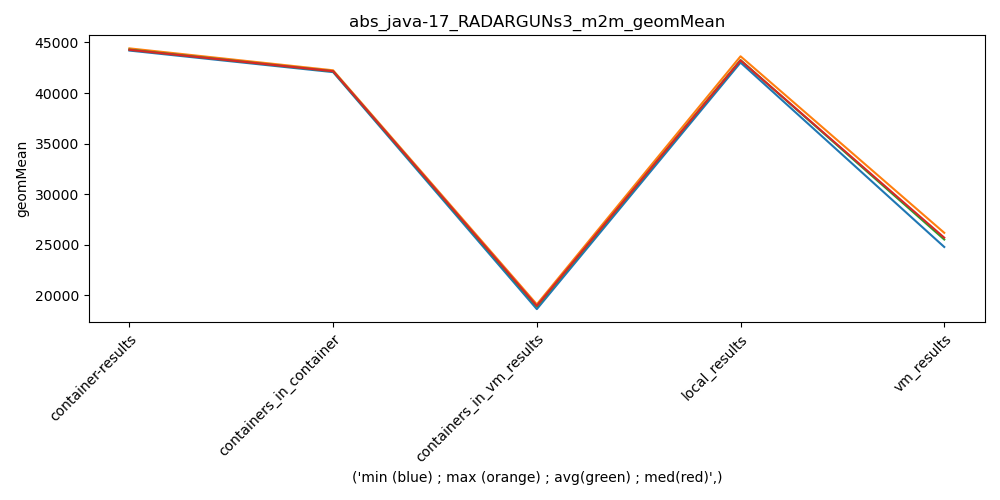 abs_java-17_RADARGUNs3_m2m_geomMean
45000
40000
35000
30000
25000
20000
geomMean
container-results
containers_in_container
containers_in_vm_results
local_results
vm_results
('min (blue) ; max (orange) ; avg(green) ; med(red)',)